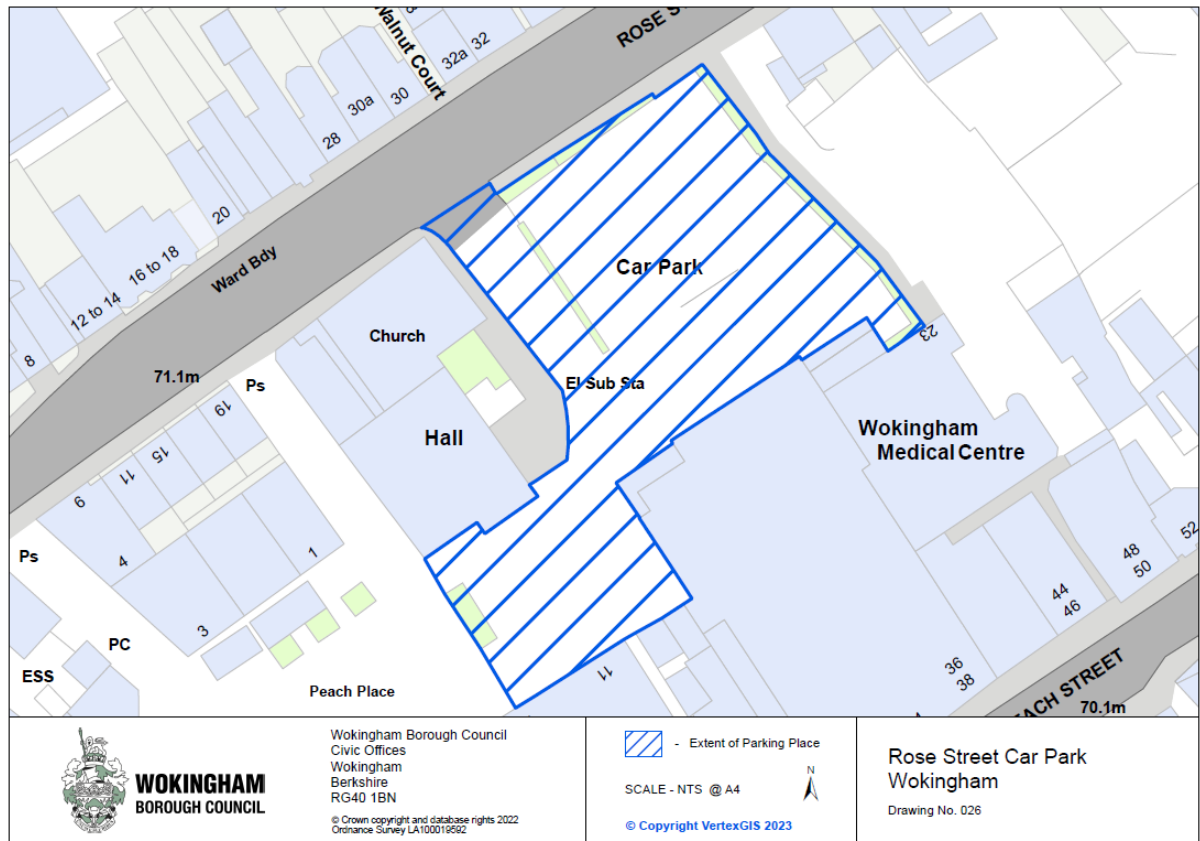 ROSE S
Walnut Court
32
32a
30
30a
28
20
16 to 18
12 to 14
8
Ward Bdy
71.1m
Car Park
23
Church
El Sub Sta
Hall
Wokingham
Medical Centre
Ps
19
15
11
9
Ps
4
1
3
PC
ESS
Peach Place
11
52
48
50
44
46
36
38
EACH STREET
70.1m
WOKINGHAM
BOROUGH COUNCIL
Wokingham Borough Council
Civic Offices
Wokingham
Berkshire
RG40 1BN
© Crown copyright and database rights 2022
Ordnance Survey LA100019592
- Extent of Parking Place
SCALE - NTS @ A4
N
© Copyright VertexGIS 2023
Rose Street Car Park
Wokingham
Drawing No. 026